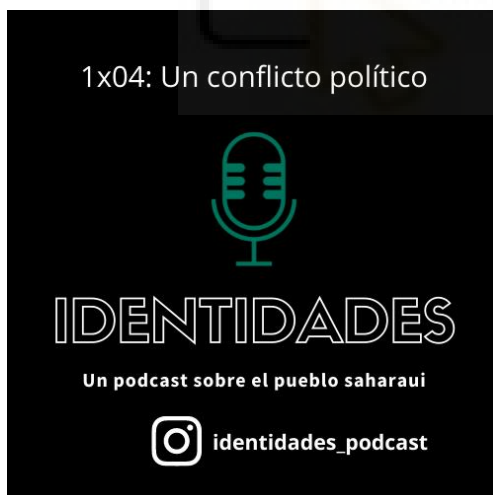 1x04: Un conflicto político
IDENTIDADES
Un podcast sobre el pueblo saharaui
identidades_podcast